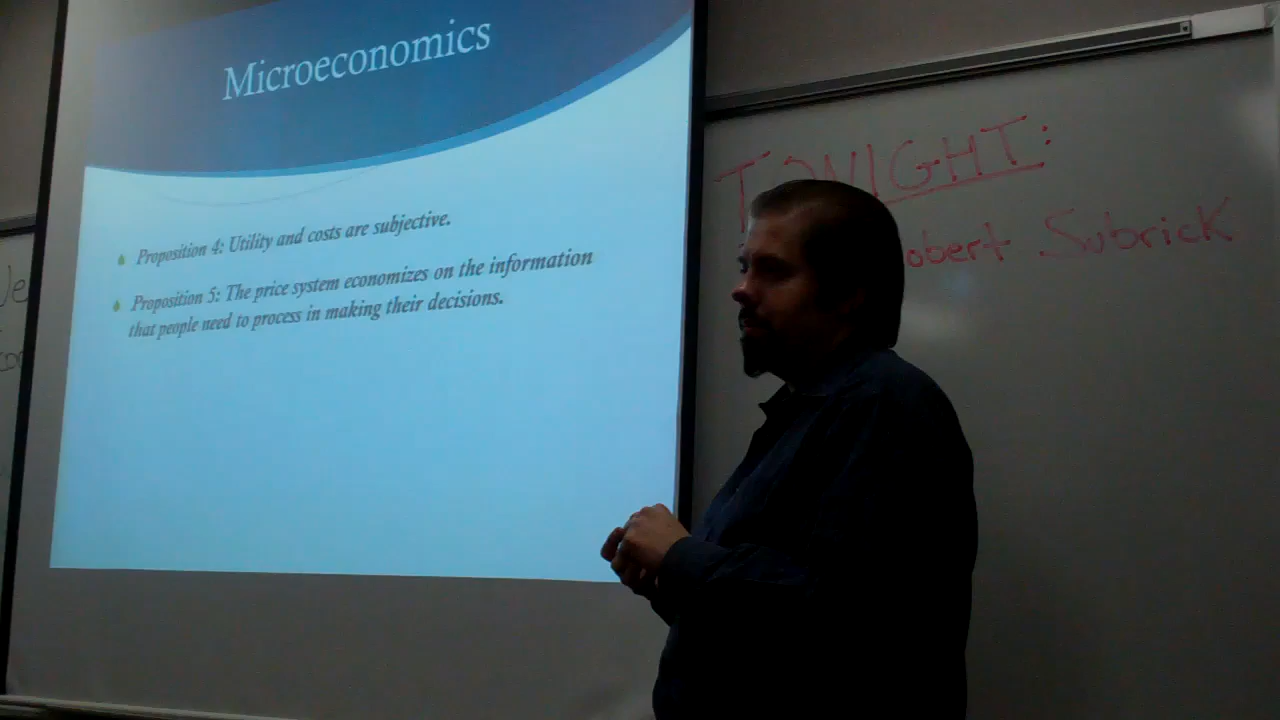 Microeconomics
Proposition 4: Utility and costs are subjective.
Proposition 5: The price system economizes on the information
that people need to process in making their decisions.
TONIGHT:
obert Subrick